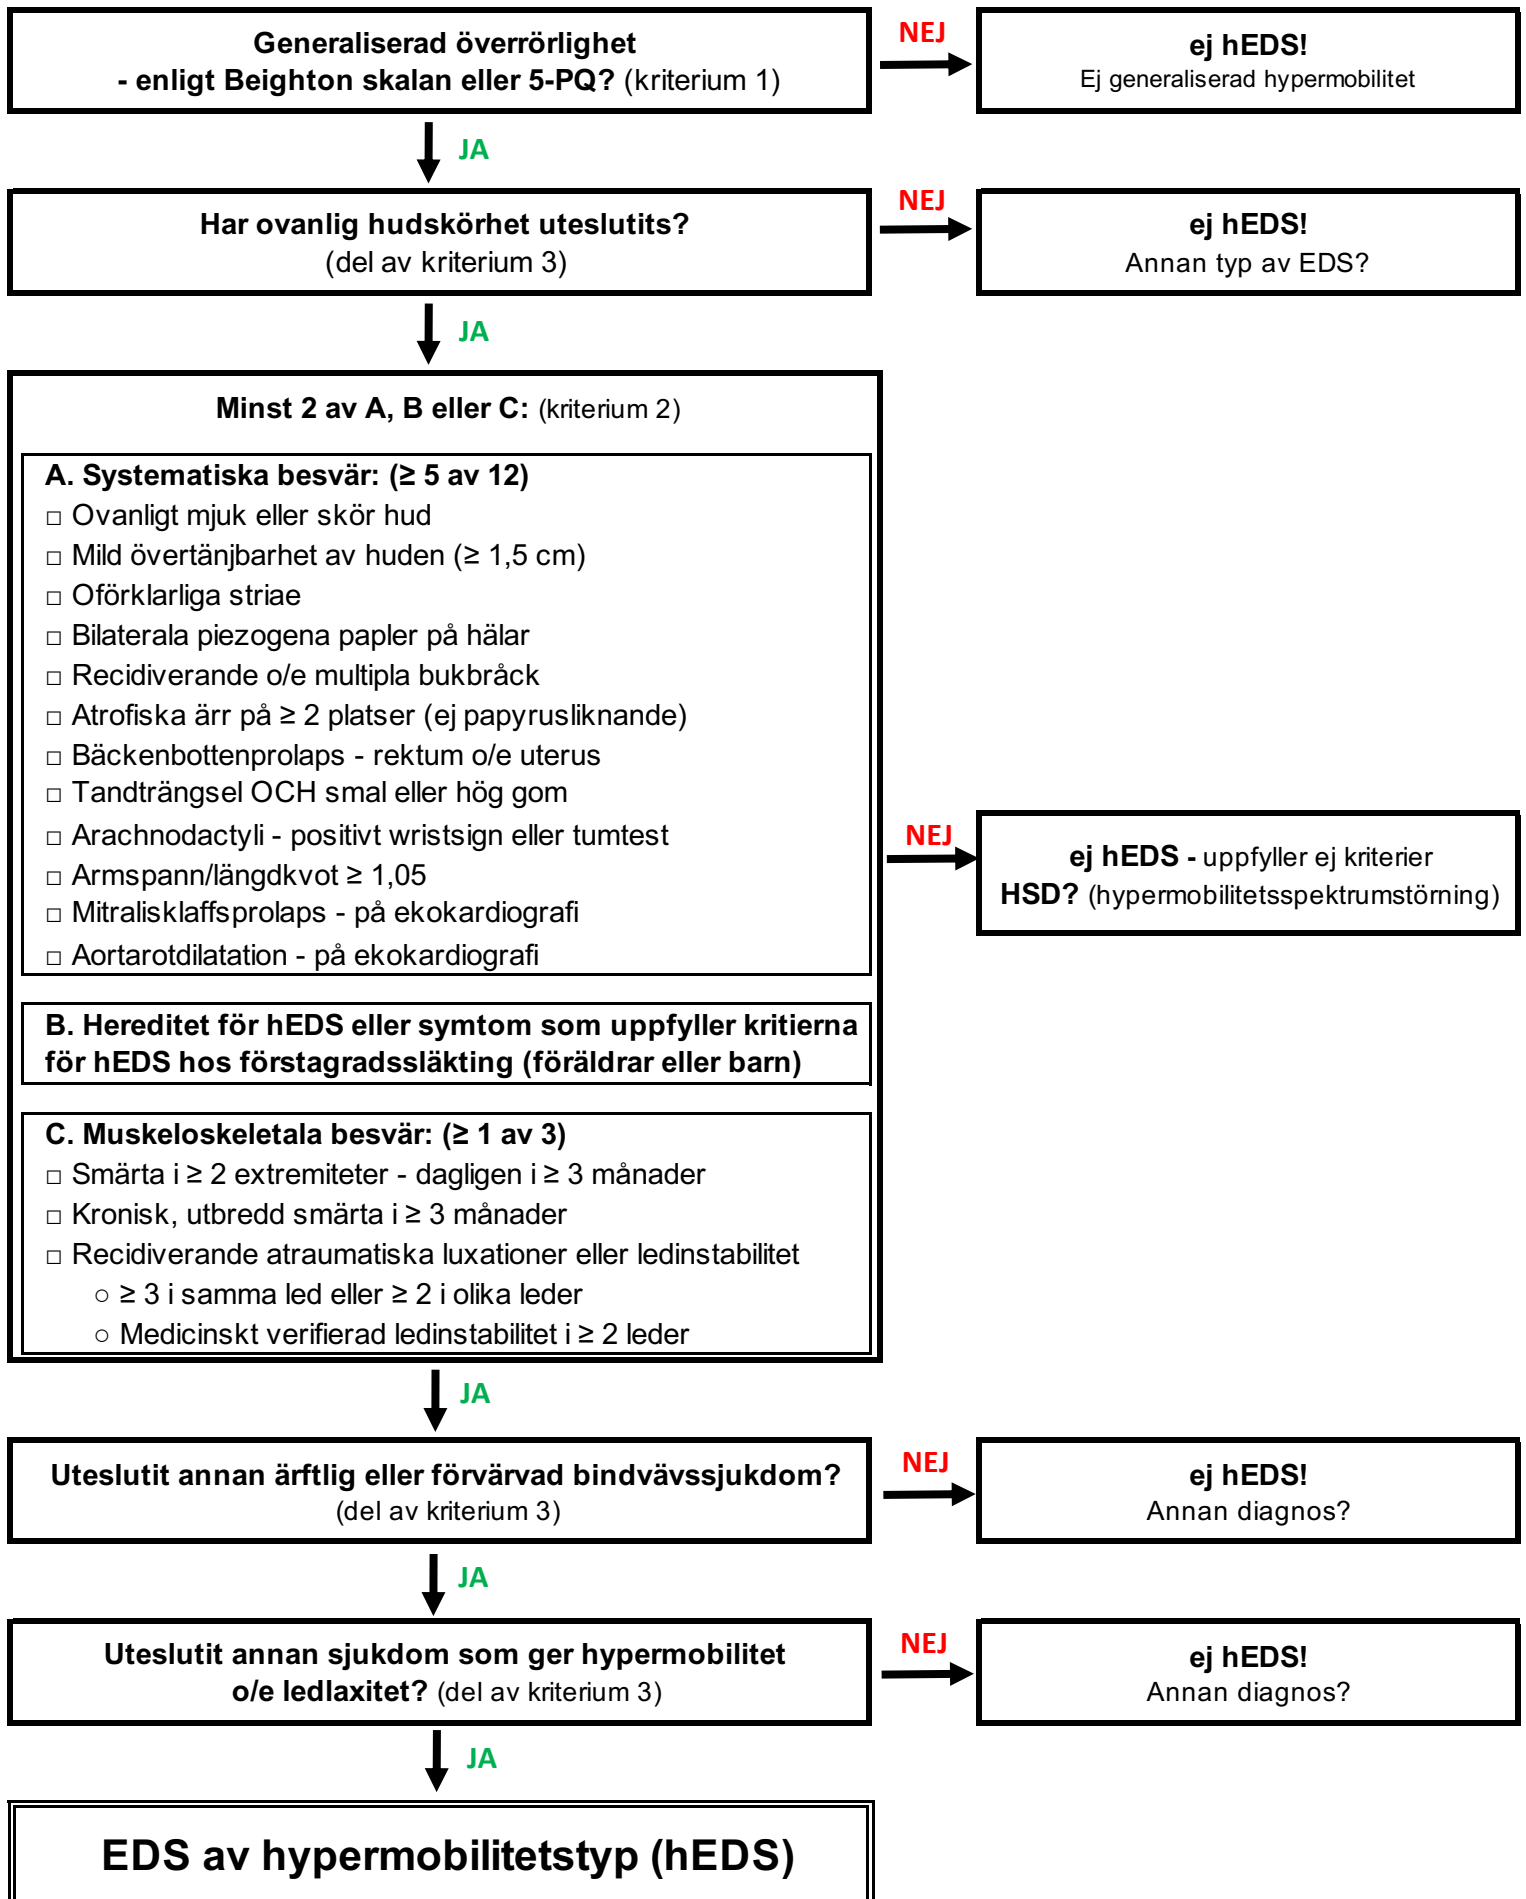 Generaliserad överrörlighet
- enligt Beighton skalan eller 5-PQ? (kriterium 1)
NEJ
ej hEDS!
Ej generaliserad hypermobilitet
JA
Har ovanlig hudskörhet uteslutits?
(del av kriterium 3)
NEJ
ej hEDS!
Annan typ av EDS?
JA
Minst 2 av A, B eller C: (kriterium 2)
A. Systematiska besvär: (≥ 5 av 12)
□ Ovanligt mjuk eller skör hud
□ Mild övertänjbarhet av huden (≥ 1,5 cm)
□ Oförklarliga striae
□ Bilaterala piezogena papler på hälar
□ Recidiverande o/e multipla bukbråck
□ Atrofiska ärr på ≥ 2 platser (ej papyrusliknande)
□ Bäckenbottenprolaps - rektum o/e uterus
□ Tandträngsel OCH smal eller hög gom
□ Arachnodactyli - positivt wristsign eller tumtest
□ Armspann/längdkvot ≥ 1,05
□ Mitralisklaffsprolaps - på ekokardiografi
□ Aortarotdilatation - på ekokardiografi
B. Hereditet för hEDS eller symtom som uppfyller kritierna
för hEDS hos förstagradssläkting (föräldrar eller barn)
C. Muskeloskeletala besvär: (≥ 1 av 3)
□ Smärta i ≥ 2 extremiteter - dagligen i ≥ 3 månader
□ Kronisk, utbredd smärta i ≥ 3 månader
□ Recidiverande atraumatiska luxationer eller ledinstabilitet
○ ≥ 3 i samma led eller ≥ 2 i olika leder
○ Medicinskt verifierad ledinstabilitet i ≥ 2 leder
NEJ
ej hEDS - uppfyller ej kriterier
HSD? (hypermobilitetsspektrumstörning)
JA
Uteslutit annan ärftlig eller förvärvad bindvävssjukdom?
(del av kriterium 3)
NEJ
ej hEDS!
Annan diagnos?
JA
Uteslutit annan sjukdom som ger hypermobilitet
o/e ledlaxitet? (del av kriterium 3)
NEJ
ej hEDS!
Annan diagnos?
JA
EDS av hypermobilitetstyp (hEDS)